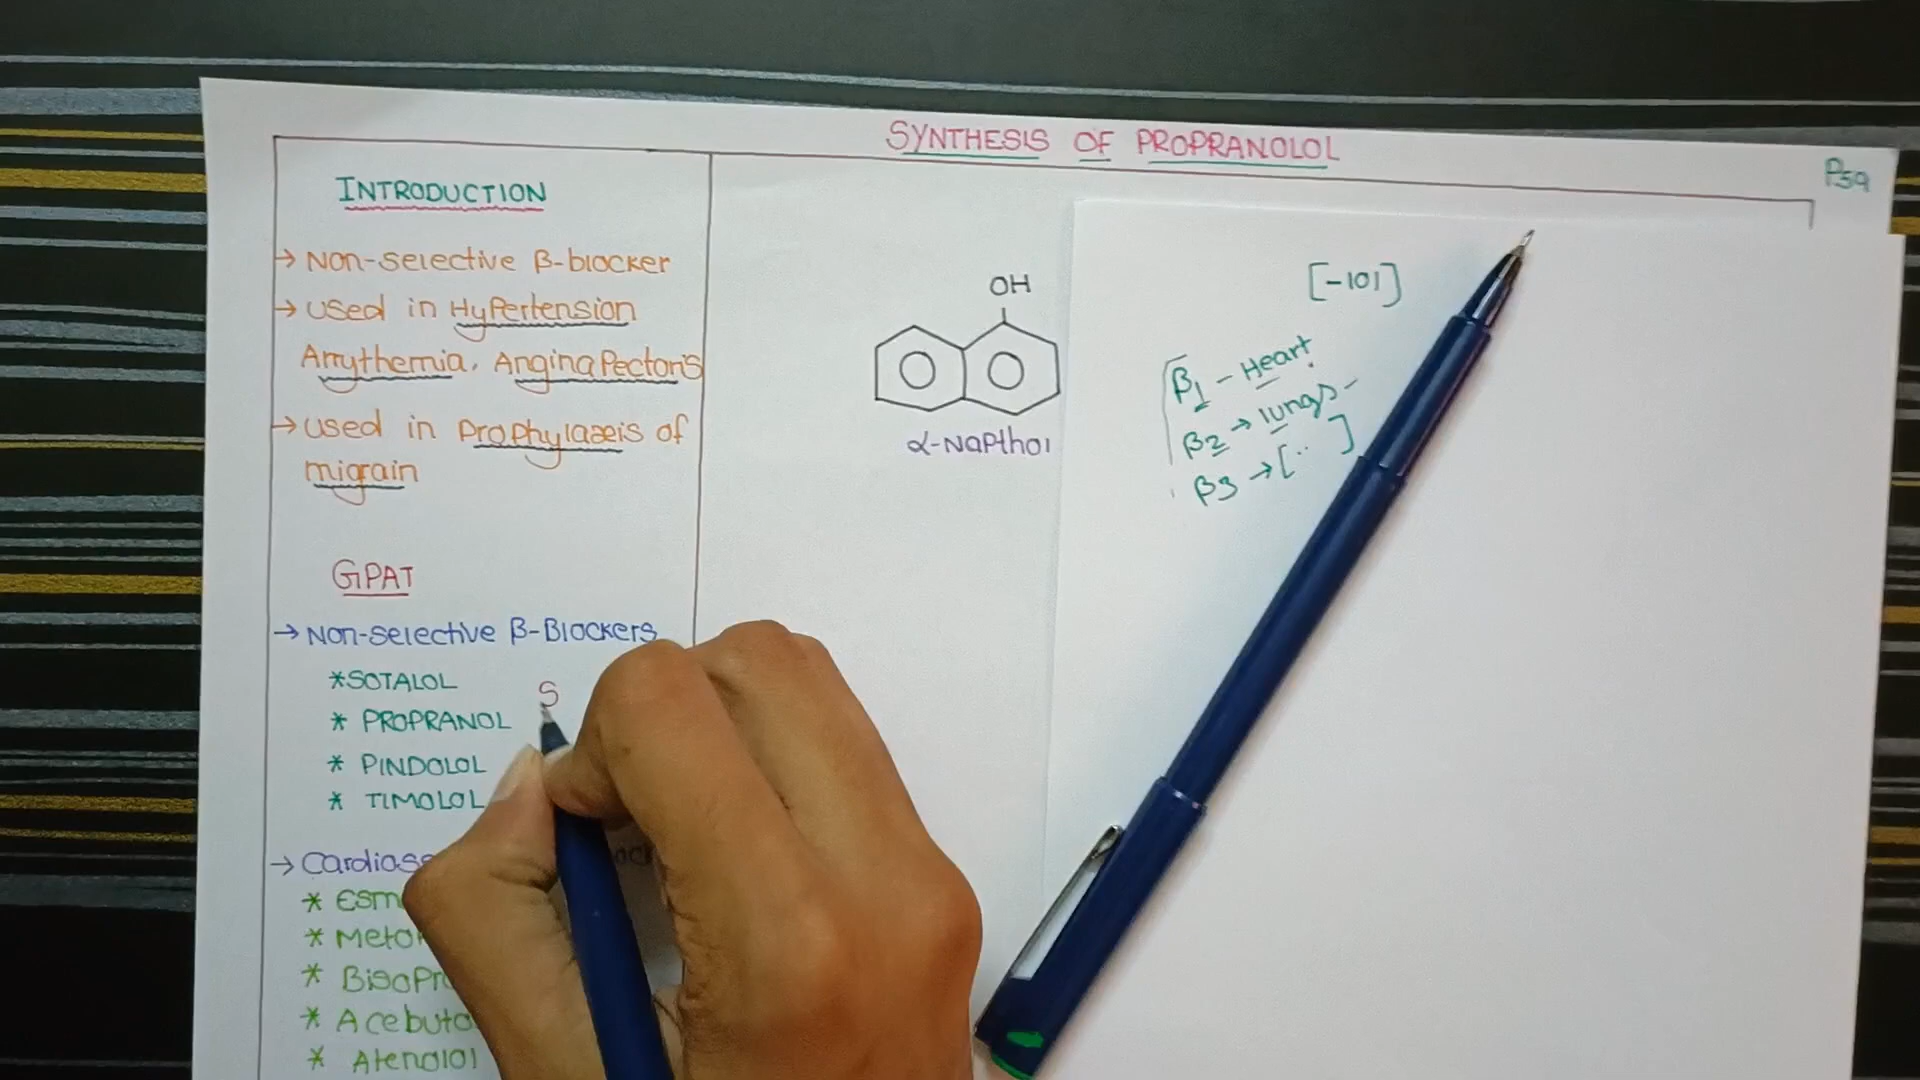 SYNTHESIS OF PROPRANOLOL
P59
INTRODUCTION
→ Non-selective β-blocker
→ used in Hypertension
Arrythemia, Angina Pectoris
→ used in Prophylaxeis of
migrain
GPAT
→ Non-selective β-Blockers
*SOTALOL
* PROPRANOL
* PINDOLOL
* TIMOLOL
S
→ Cardiose
* Esm
* Meto
* Bisopr
* Acebuto
* Atenolol
OH
α-Napthol
[-101]
β1 - Heart
β2 → lungs -
β3 → [.. ]